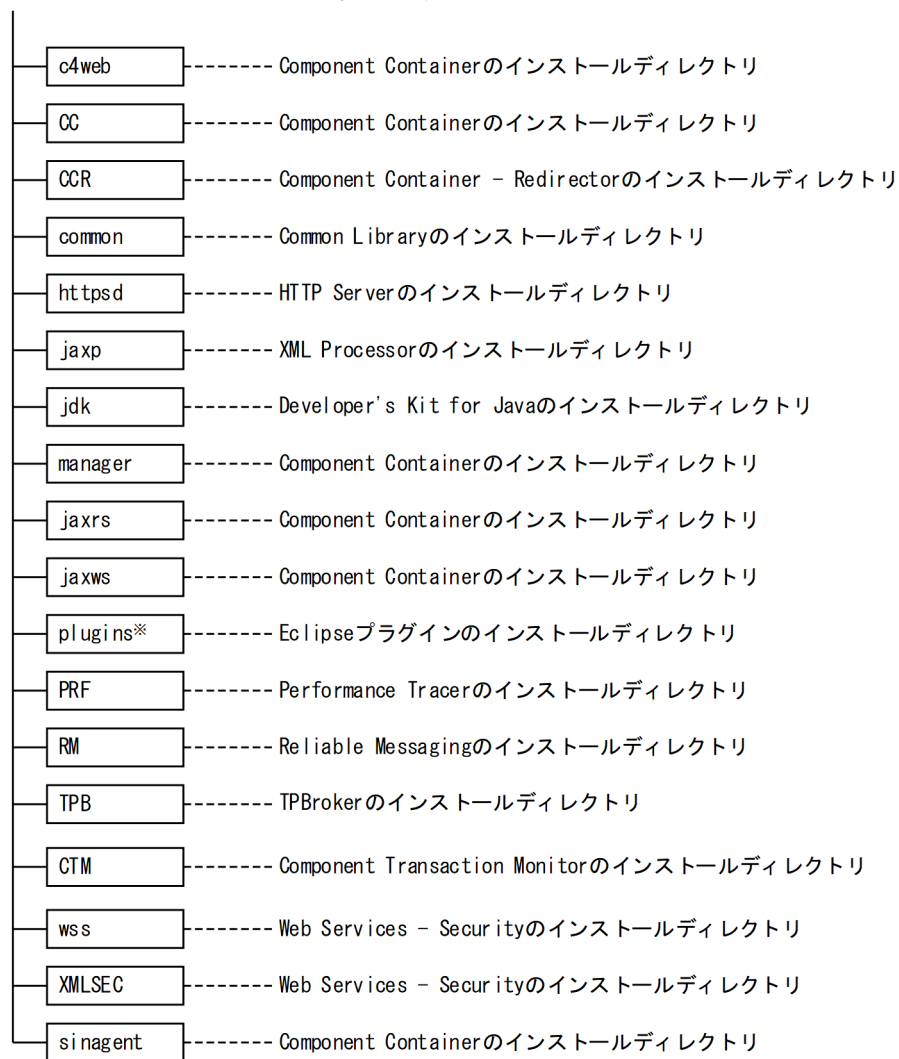 c4web Component Containerのインストールディレクトリ
CC Component Containerのインストールディレクトリ
CCR Component Container - Redirectorのインストールディレクトリ
common Common Libraryのインストールディレクトリ
httpsd HTTP Serverのインストールディレクトリ
jaxp XML Processorのインストールディレクトリ
jdk Developer's Kit for Javaのインストールディレクトリ
manager Component Containerのインストールディレクトリ
jaxrs Component Containerのインストールディレクトリ
jaxws Component Containerのインストールディレクトリ
plugins※ Eclipseプラグインのインストールディレクトリ
PRF Performance Tracerのインストールディレクトリ
RM Reliable Messagingのインストールディレクトリ
TPB TPBrokerのインストールディレクトリ
CTM Component Transaction Monitorのインストールディレクトリ
wss Web Services - Securityのインストールディレクトリ
XMLSEC Web Services - Securityのインストールディレクトリ
sinagent Component Containerのインストールディレクトリ